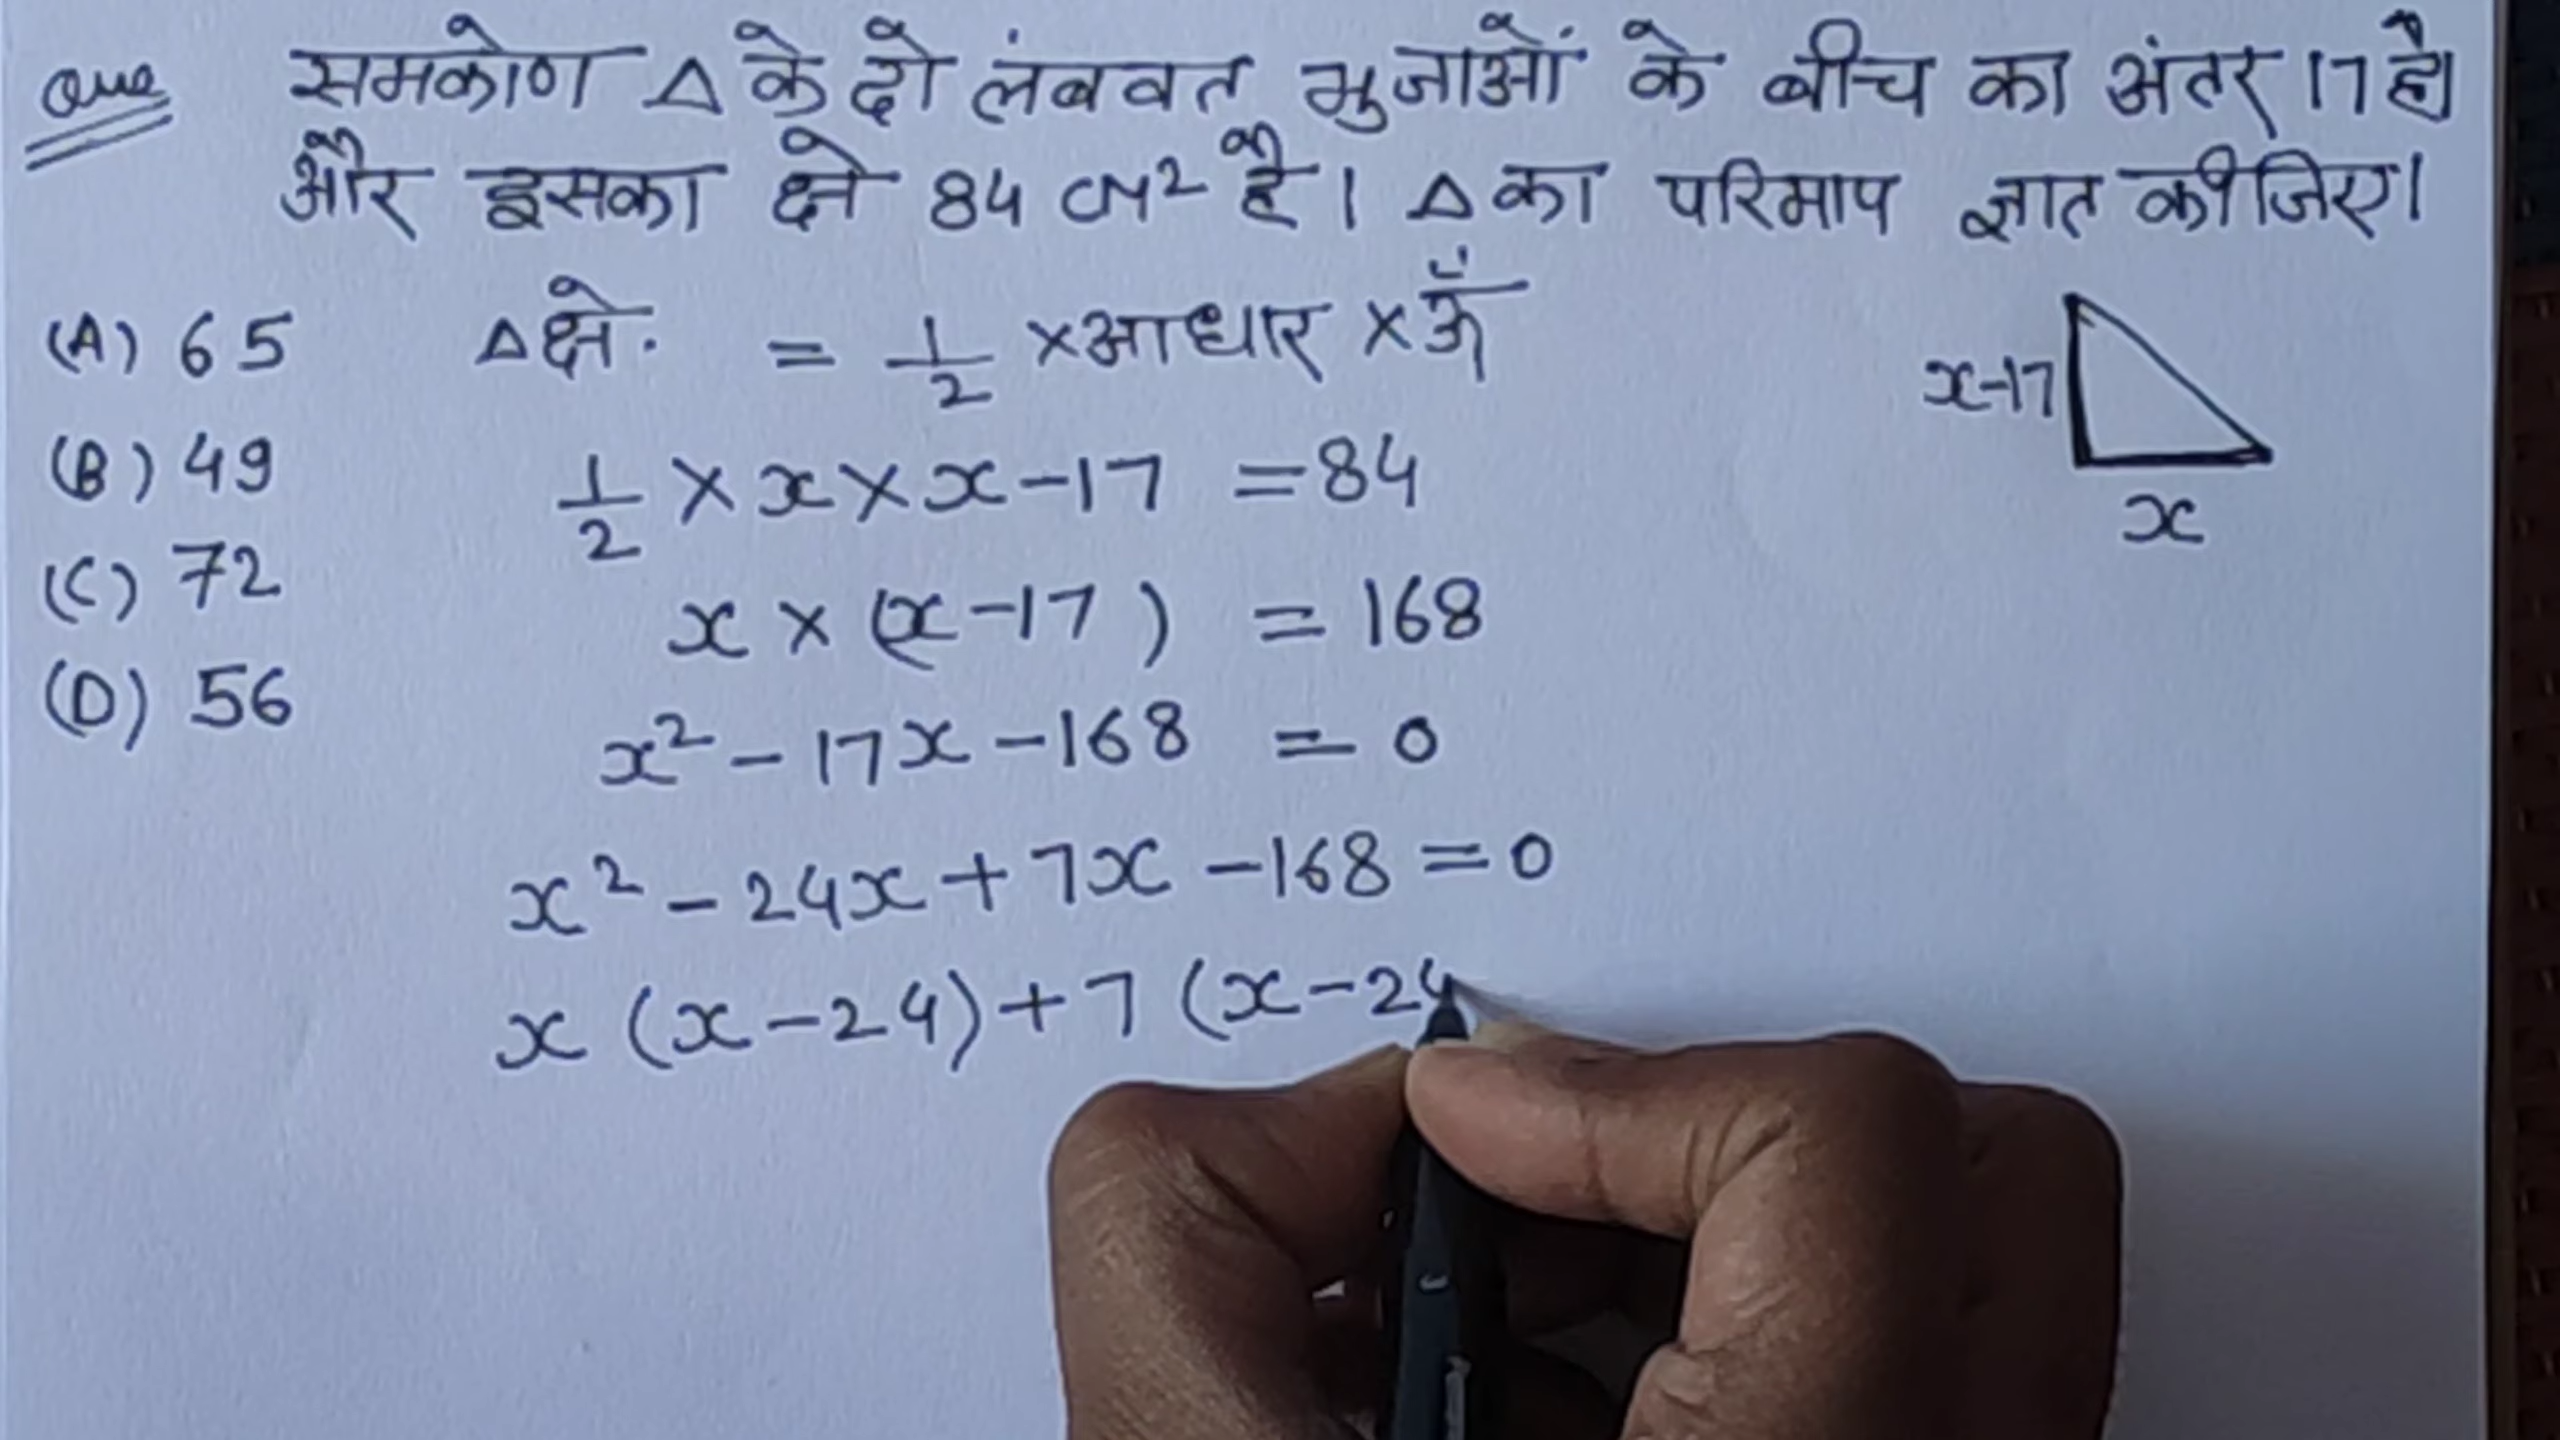 Que समकोण Δ के दो लंबवत भुजाओं के बीच का अंतर 17 है।
और इसका क्षे 84 cm² है। Δ का परिमाप ज्ञात कीजिए।
(A) 65
(B) 49
(C) 72
(D) 56
Δ क्षे. = 1/2 × आधार × ऊँ
1/2 × x × x - 17 = 84
x × (x - 17) = 168
x² - 17x - 168 = 0
x² - 24x + 7x - 168 = 0
x (x - 24) + 7 (x - 24
x-17
x